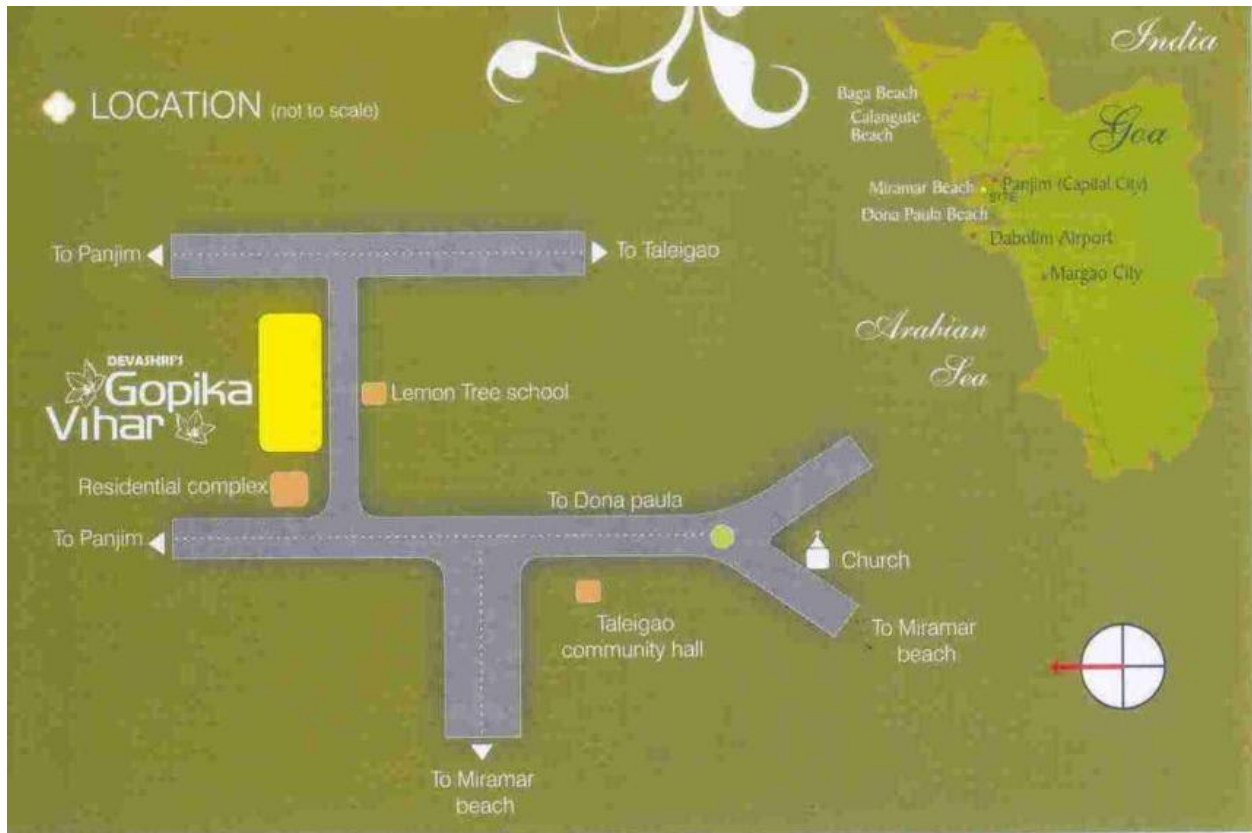 LOCATION (not to scale)
India
Baga Beach
Calangute
Beach
Goa
Miramar Beach
Panjim (Capital City)
SITE
Dona Paula Beach
Dabolim Airport
Margao City
Arabian
Sea
To Panjim
To Taleigao
DEVASHRI'S
Gopika
Vihar
Lemon Tree school
Residential complex
To Dona paula
To Panjim
Church
Taleigao
community hall
To Miramar
beach
To Miramar
beach